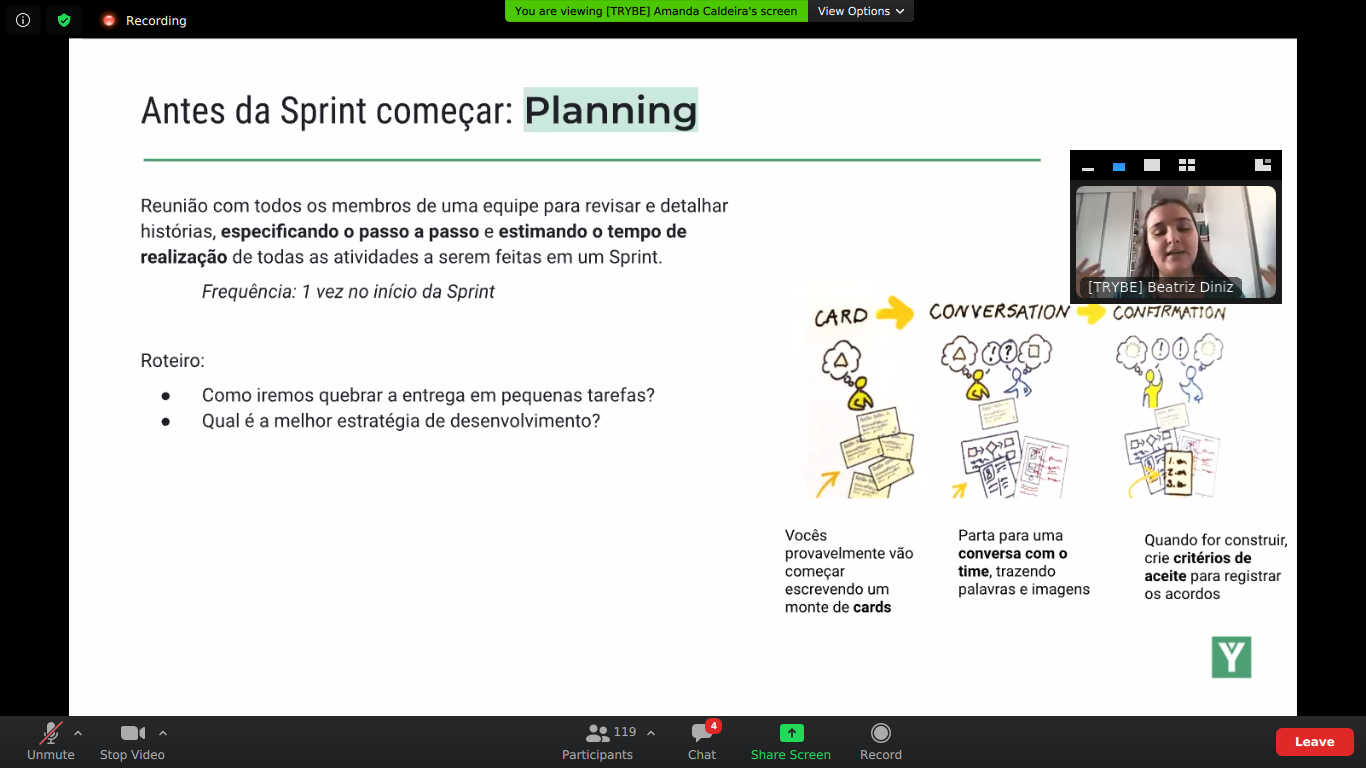 Recording
You are viewing [TRYBE] Amanda Caldeira's screen
View Options
Antes da Sprint começar: Planning
Reunião com todos os membros de uma equipe para revisar e detalhar
histórias, especificando o passo a passo e estimando o tempo de
realização de todas as atividades a serem feitas em um Sprint.
Frequência: 1 vez no início da Sprint
Roteiro:
● Como iremos quebrar a entrega em pequenas tarefas?
● Qual é a melhor estratégia de desenvolvimento?
[TRYBE] Beatriz Diniz
CARD
CONVERSATION
CONFIRMATION
1.
2.
3.
Vocês
provavelmente vão
começar
escrevendo um
monte de cards
Parta para uma
conversa com o
time, trazendo
palavras e imagens
Quando for construir,
crie critérios de
aceite para registrar
os acordos
Y
Unmute
Stop Video
119
Participants
4
Chat
Share Screen
Record
Leave